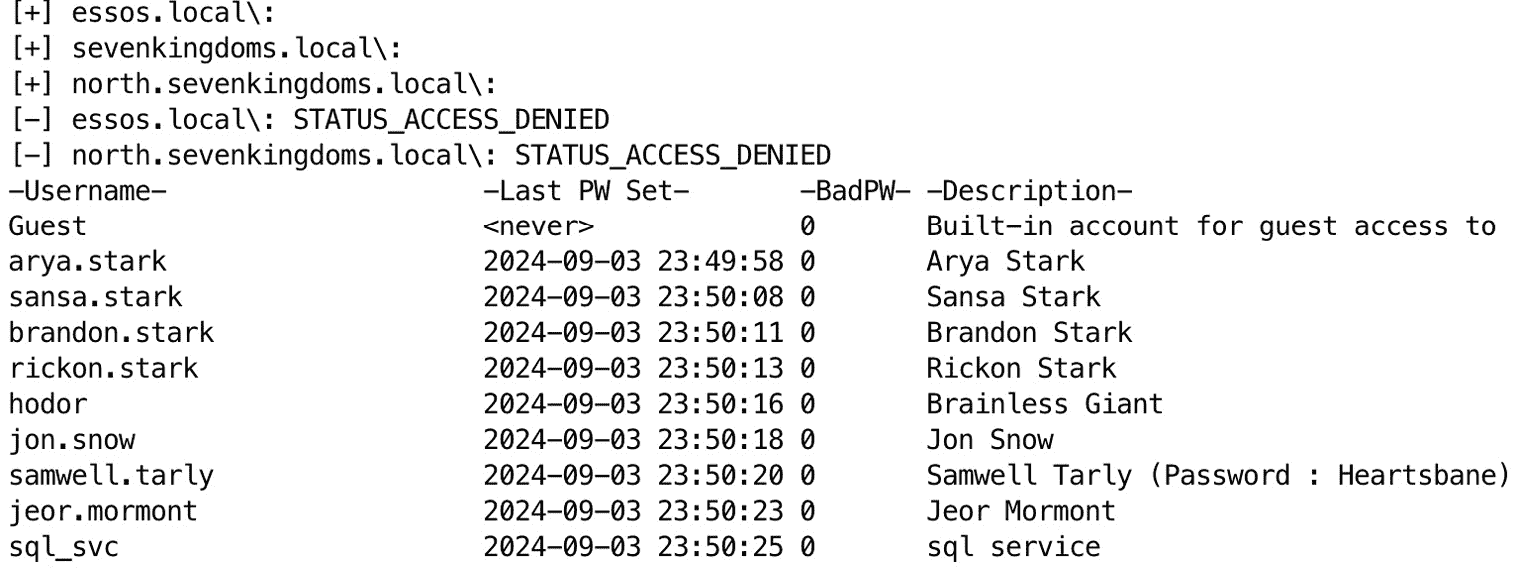 [+] essos.local\:
[+] sevenkingdoms.local\:
[+] north.sevenkingdoms.local\:
[-] essos.local\: STATUS_ACCESS_DENIED
[-] north.sevenkingdoms.local\: STATUS_ACCESS_DENIED
-Username- -Last PW Set- -BadPW- -Description-
Guest <never> 0 Built-in account for guest access to
arya.stark 2024-09-03 23:49:58 0 Arya Stark
sansa.stark 2024-09-03 23:50:08 0 Sansa Stark
brandon.stark 2024-09-03 23:50:11 0 Brandon Stark
rickon.stark 2024-09-03 23:50:13 0 Rickon Stark
hodor 2024-09-03 23:50:16 0 Brainless Giant
jon.snow 2024-09-03 23:50:18 0 Jon Snow
samwell.tarly 2024-09-03 23:50:20 0 Samwell Tarly (Password : Heartsbane)
jeor.mormont 2024-09-03 23:50:23 0 Jeor Mormont
sql_svc 2024-09-03 23:50:25 0 sql service